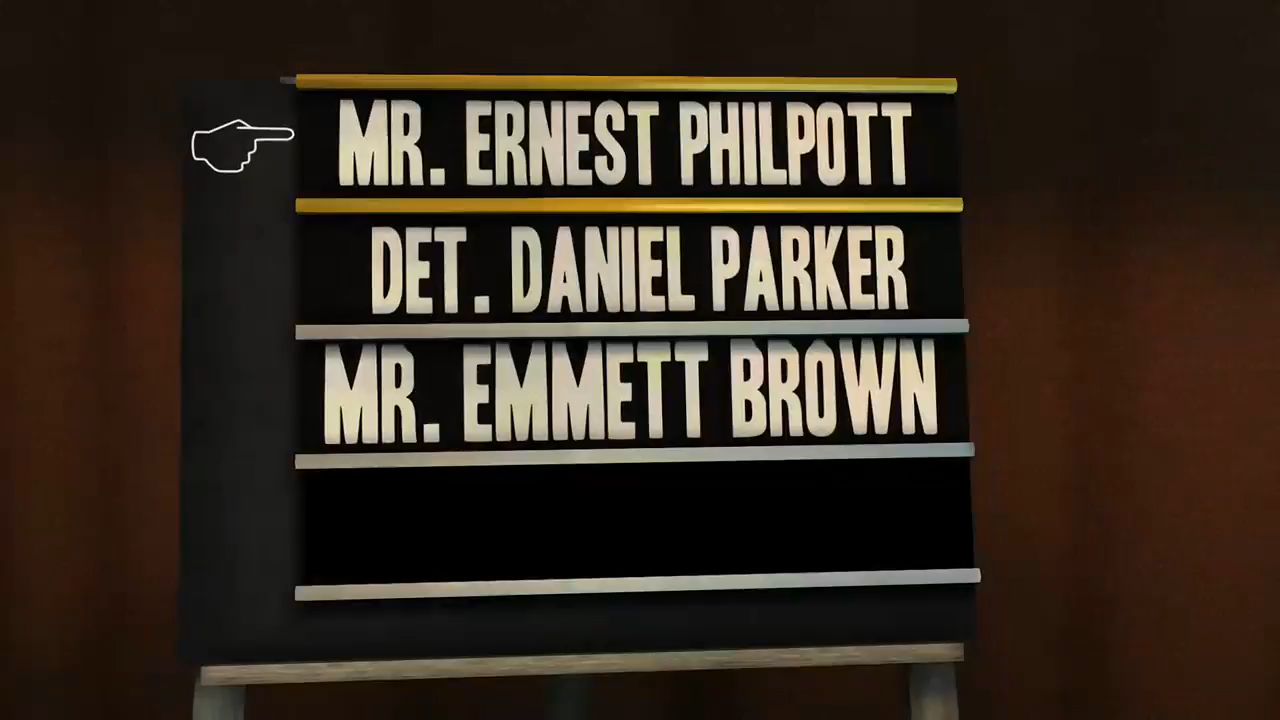 MR. ERNEST PHILPOTT
DET. DANIEL PARKER
MR. EMMETT BROWN